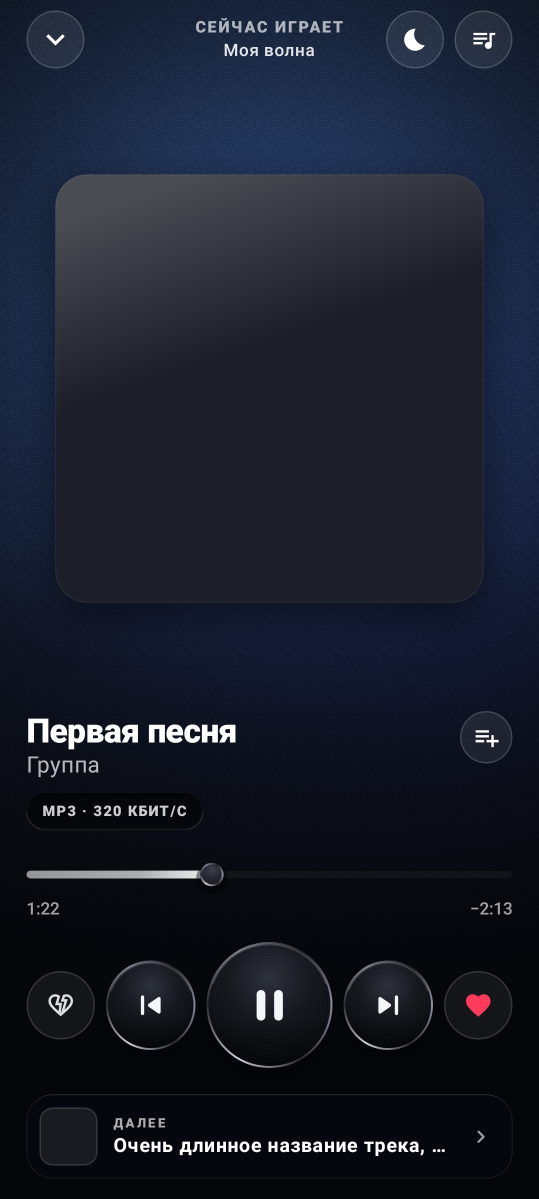 СЕЙЧАС ИГРАЕТ
Моя волна
Первая песня
Группа
MP3 · 320 КБИТ/С
1:22
−2:13
ДАЛЕЕ
Очень длинное название трека, ...